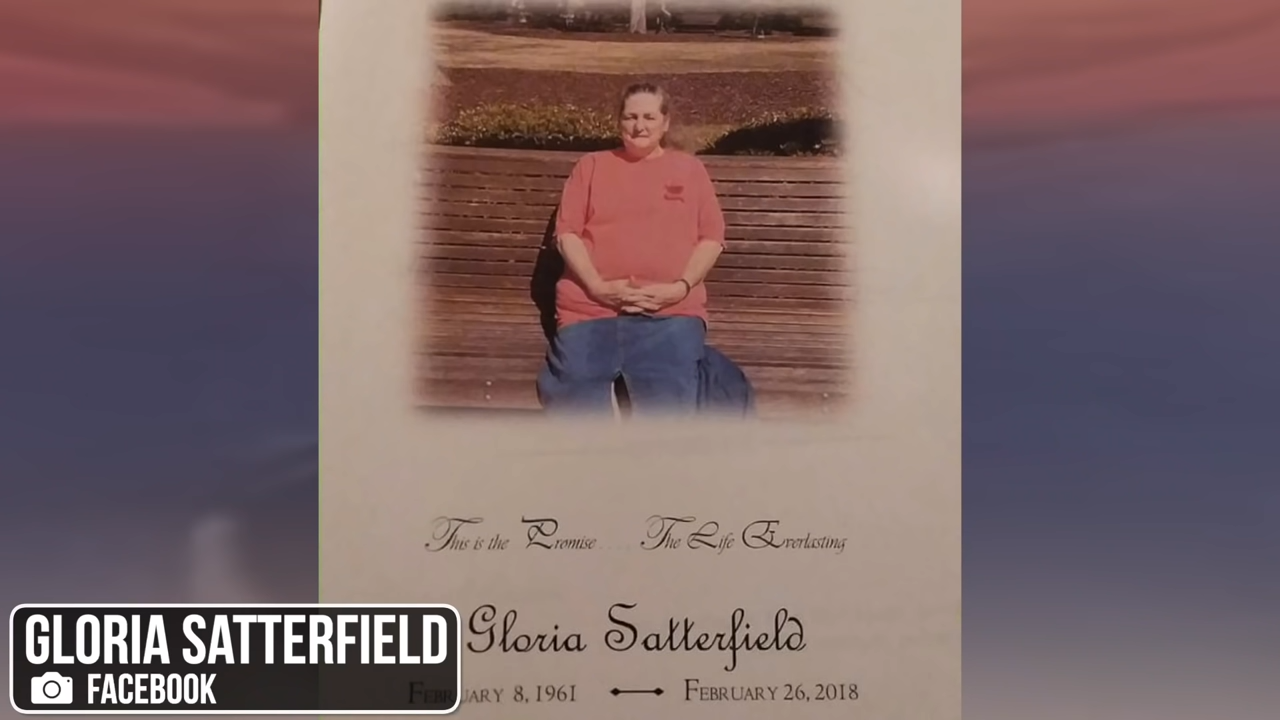 This is the Promise.... The Life Everlasting
Gloria Satterfield
February 8, 1961 February 26, 2018
GLORIA SATTERFIELD
FACEBOOK